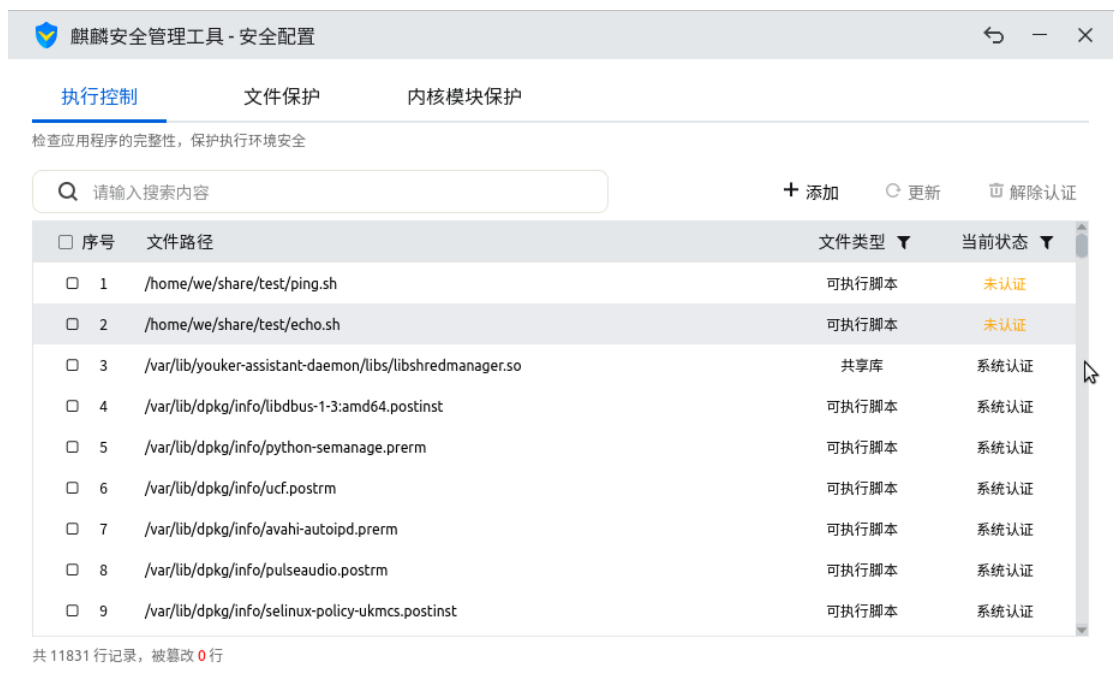 麒麟安全管理工具 - 安全配置
执行控制 文件保护 内核模块保护
检查应用程序的完整性，保护执行环境安全
请输入搜索内容 添加 更新 解除认证
序号 文件路径 文件类型 当前状态
1 /home/we/share/test/ping.sh 可执行脚本 未认证
2 /home/we/share/test/echo.sh 可执行脚本 未认证
3 /var/lib/youker-assistant-daemon/libs/libshredmanager.so 共享库 系统认证
4 /var/lib/dpkg/info/libdbus-1-3:amd64.postinst 可执行脚本 系统认证
5 /var/lib/dpkg/info/python-semanage.prerm 可执行脚本 系统认证
6 /var/lib/dpkg/info/ucf.postrm 可执行脚本 系统认证
7 /var/lib/dpkg/info/avahi-autoipd.prerm 可执行脚本 系统认证
8 /var/lib/dpkg/info/pulseaudio.postrm 可执行脚本 系统认证
9 /var/lib/dpkg/info/selinux-policy-ukmcs.postinst 可执行脚本 系统认证
共 11831 行记录，被篡改 0 行